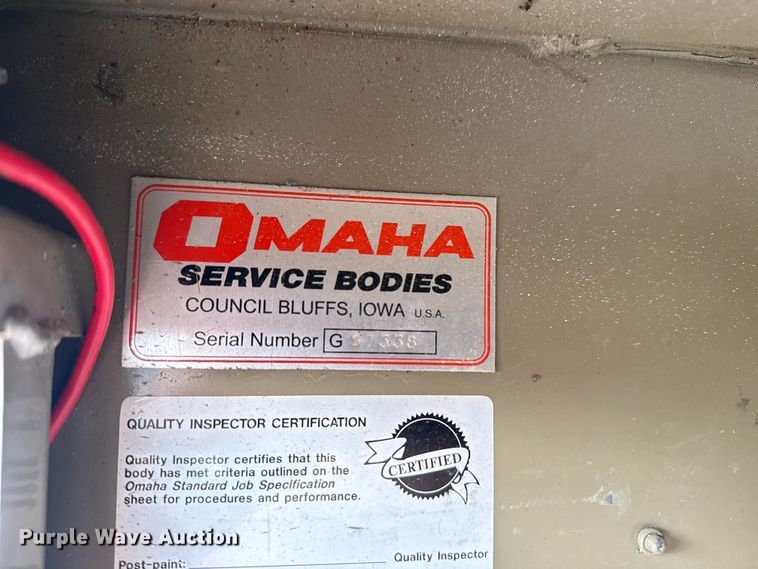 OMAHA
SERVICE BODIES
COUNCIL BLUFFS, IOWA U.S.A.
Serial Number G
QUALITY INSPECTOR CERTIFICATION
Quality Inspector certifies that this
body has met criteria outlined on the
Omaha Standard Job Specification
sheet for procedures and performance.
CERTIFIED
Post-paint: Quality Inspector
Purple Wave Auction